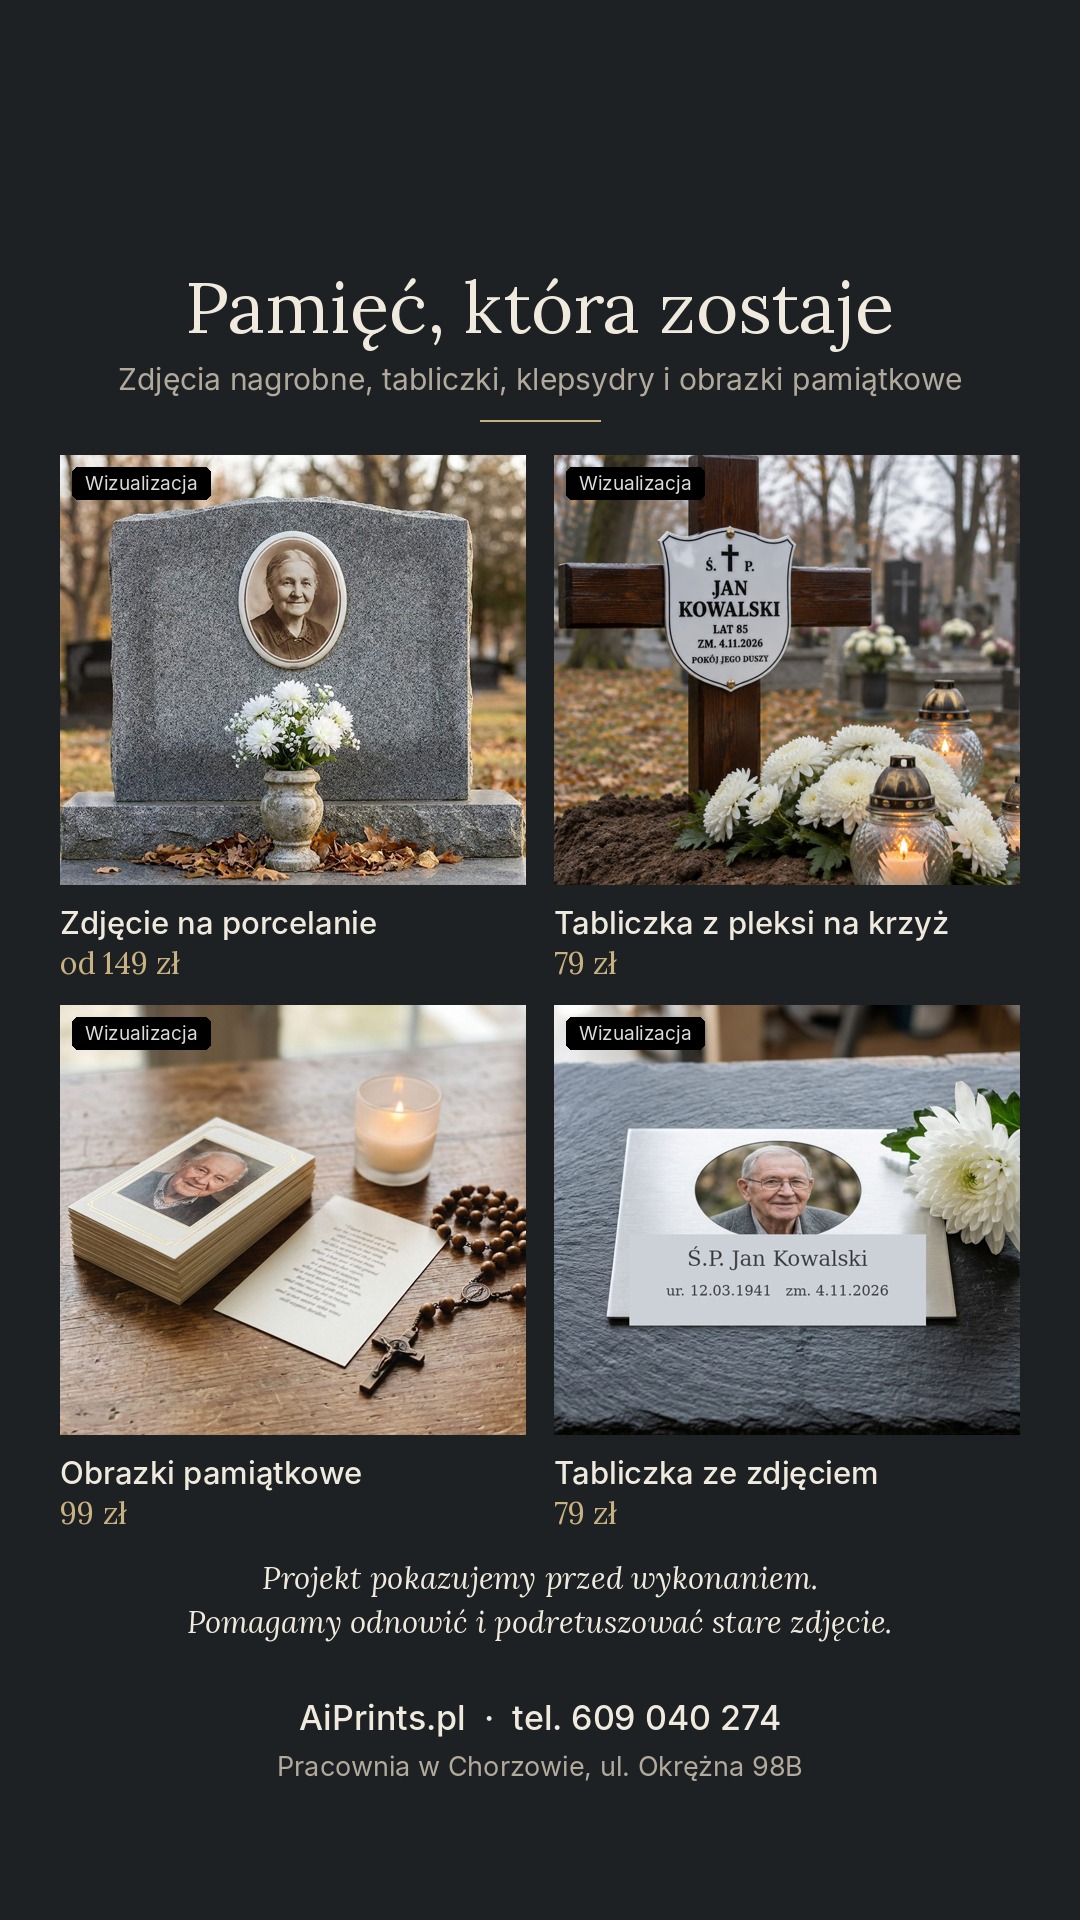 Pamięć, która zostaje
Zdjęcia nagrobne, tabliczki, klepsydry i obrazki pamiątkowe
Wizualizacja
Wizualizacja
Ś. P.
JAN
KOWALSKI
LAT 85
ZM. 4.11.2026
POKÓJ JEGO DUSZY
Zdjęcie na porcelanie
od 149 zł
Tabliczka z pleksi na krzyż
79 zł
Wizualizacja
Wizualizacja
Ś.P. Jan Kowalski
ur. 12.03.1941 zm. 4.11.2026
Obrazki pamiątkowe
99 zł
Tabliczka ze zdjęciem
79 zł
Projekt pokazujemy przed wykonaniem.
Pomagamy odnowić i podretuszować stare zdjęcie.
AiPrints.pl · tel. 609 040 274
Pracownia w Chorzowie, ul. Okrężna 98B